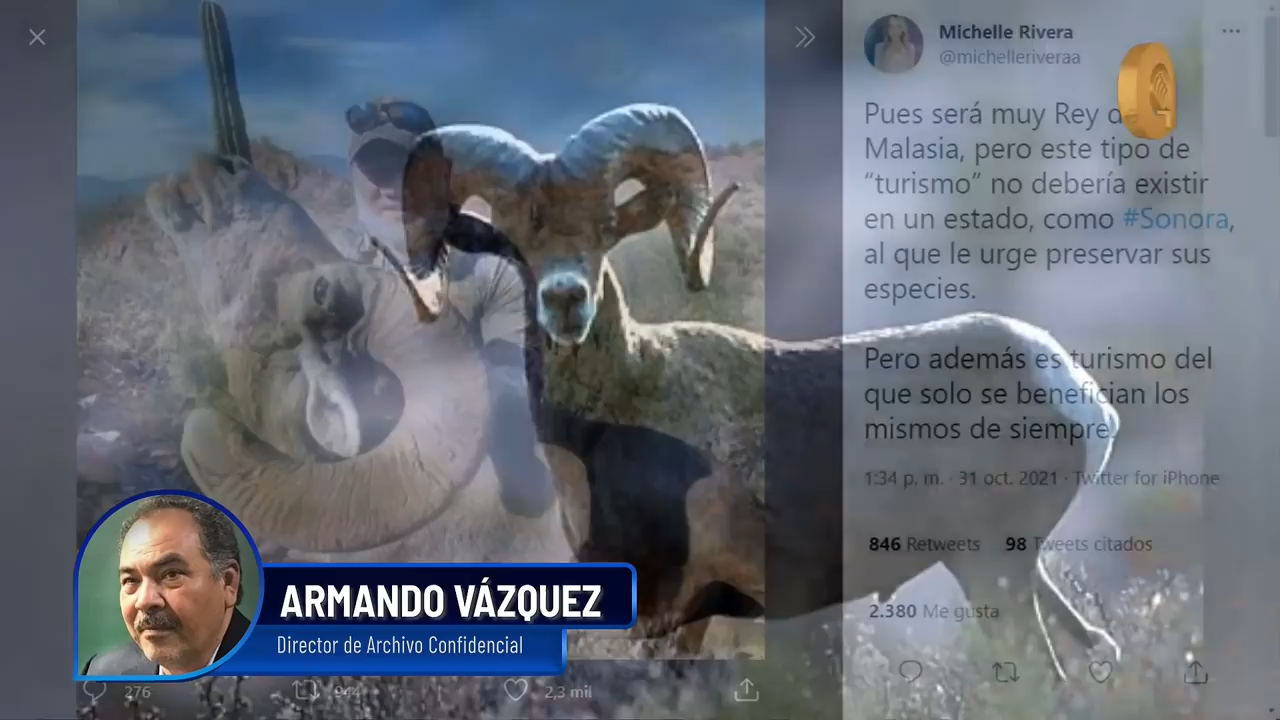 Michelle Rivera
@michelleriveraa
Pues será muy Rey de
Malasia, pero este tipo de
“turismo” no debería existir
en un estado, como #Sonora,
al que le urge preservar sus
especies.
Pero además es turismo del
que solo se benefician los
mismos de siempre.
1:34 p. m. · 31 oct. 2021 · Twitter for iPhone
846 Retweets 98 Tweets citados
2.380 Me gusta
ARMANDO VÁZQUEZ
Director de Archivo Confidencial
276 944 2,3 mil